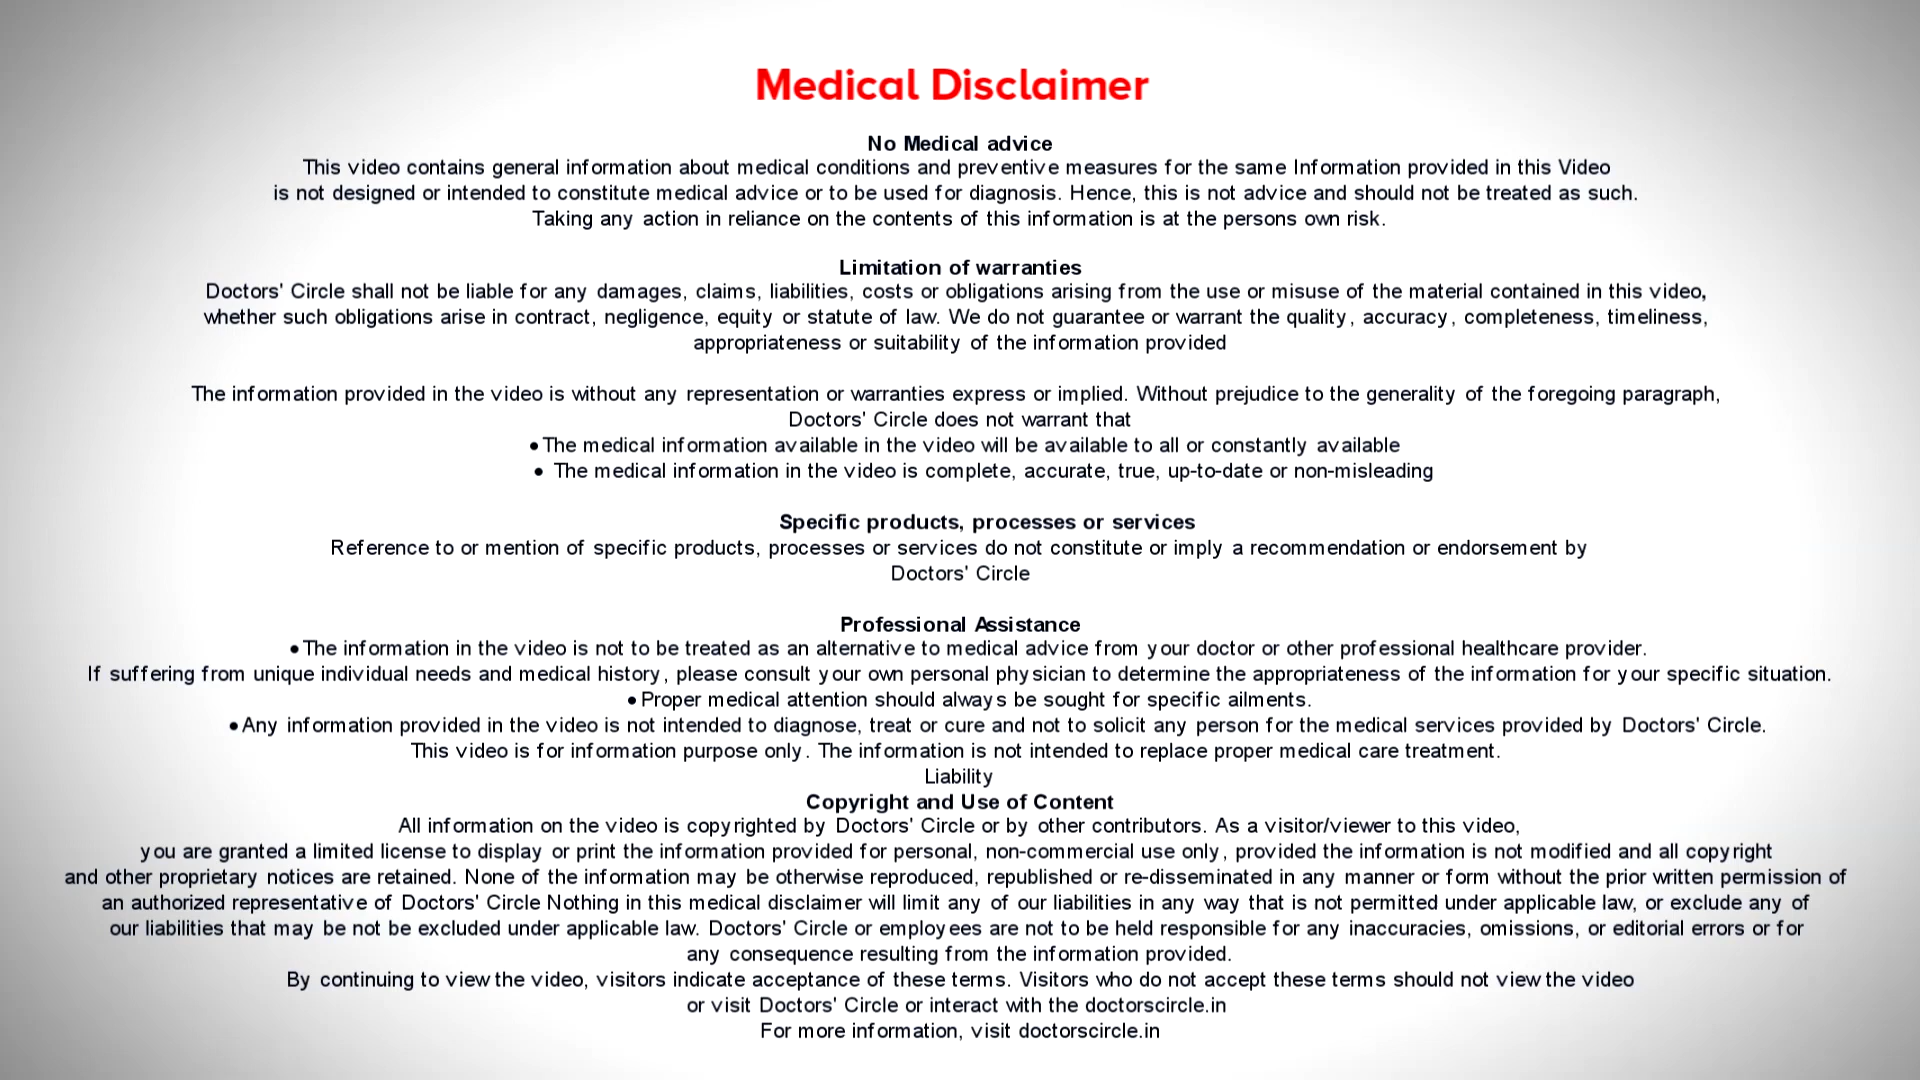 Medical Disclaimer
No Medical advice
This video contains general information about medical conditions and preventive measures for the same Information provided in this Video
is not designed or intended to constitute medical advice or to be used for diagnosis. Hence, this is not advice and should not be treated as such.
Taking any action in reliance on the contents of this information is at the persons own risk.
Limitation of warranties
Doctors' Circle shall not be liable for any damages, claims, liabilities, costs or obligations arising from the use or misuse of the material contained in this video,
whether such obligations arise in contract, negligence, equity or statute of law. We do not guarantee or warrant the quality, accuracy, completeness, timeliness,
appropriateness or suitability of the information provided
The information provided in the video is without any representation or warranties express or implied. Without prejudice to the generality of the foregoing paragraph,
Doctors' Circle does not warrant that
• The medical information available in the video will be available to all or constantly available
• The medical information in the video is complete, accurate, true, up-to-date or non-misleading
Specific products, processes or services
Reference to or mention of specific products, processes or services do not constitute or imply a recommendation or endorsement by
Doctors' Circle
Professional Assistance
• The information in the video is not to be treated as an alternative to medical advice from your doctor or other professional healthcare provider.
If suffering from unique individual needs and medical history, please consult your own personal physician to determine the appropriateness of the information for your specific situation.
• Proper medical attention should always be sought for specific ailments.
• Any information provided in the video is not intended to diagnose, treat or cure and not to solicit any person for the medical services provided by Doctors' Circle.
This video is for information purpose only. The information is not intended to replace proper medical care treatment.
Liability
Copyright and Use of Content
All information on the video is copyrighted by Doctors' Circle or by other contributors. As a visitor/viewer to this video,
you are granted a limited license to display or print the information provided for personal, non-commercial use only, provided the information is not modified and all copyright
and other proprietary notices are retained. None of the information may be otherwise reproduced, republished or re-disseminated in any manner or form without the prior written permission of
an authorized representative of Doctors' Circle Nothing in this medical disclaimer will limit any of our liabilities in any way that is not permitted under applicable law, or exclude any of
our liabilities that may be not be excluded under applicable law. Doctors' Circle or employees are not to be held responsible for any inaccuracies, omissions, or editorial errors or for
any consequence resulting from the information provided.
By continuing to view the video, visitors indicate acceptance of these terms. Visitors who do not accept these terms should not view the video
or visit Doctors' Circle or interact with the doctorscircle.in
For more information, visit doctorscircle.in